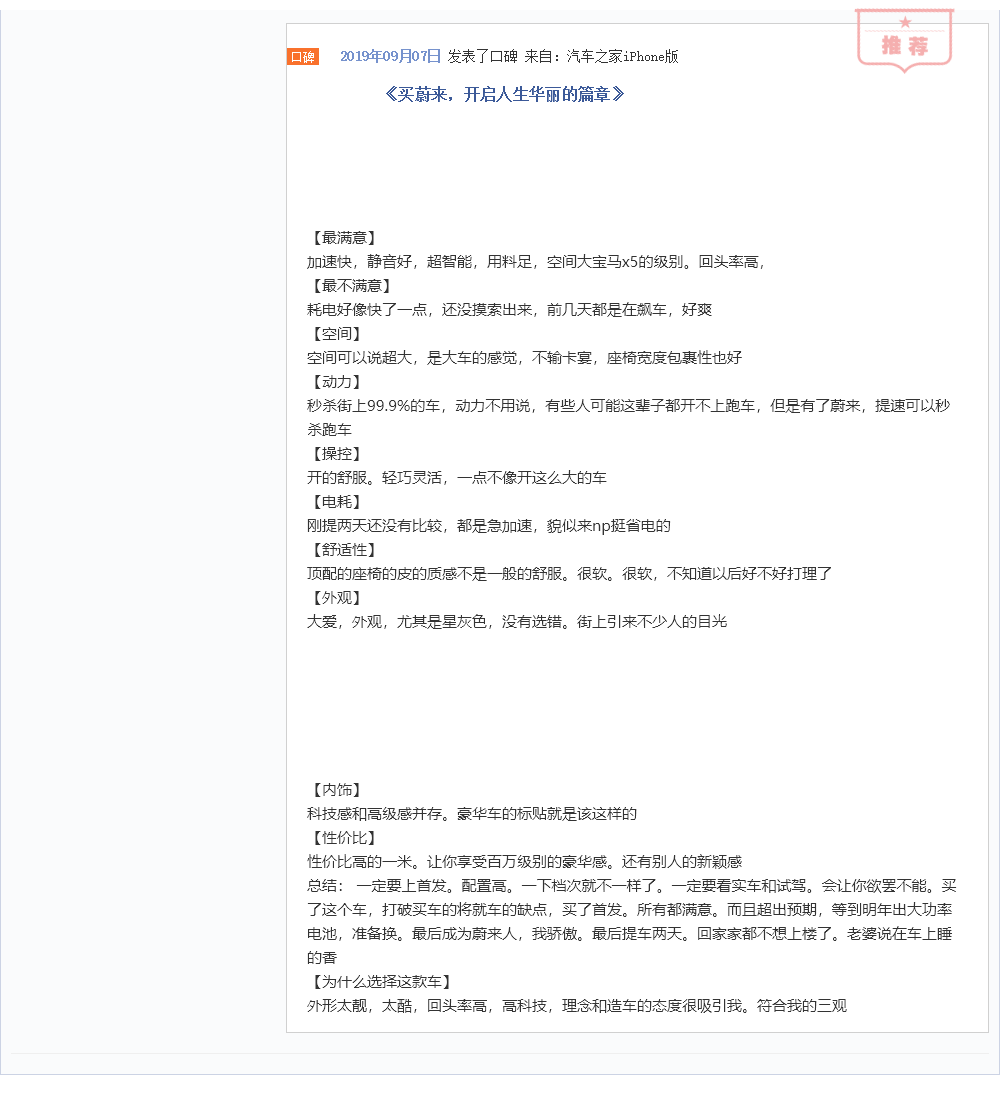 推荐
口碑 2019年09月07日 发表了口碑 来自：汽车之家iPhone版
《买蔚来，开启人生华丽的篇章》
【最满意】
加速快，静音好，超智能，用料足，空间大宝马x5的级别。回头率高，
【最不满意】
耗电好像快了一点，还没摸索出来，前几天都是在飙车，好爽
【空间】
空间可以说超大，是大车的感觉，不输卡宴，座椅宽度包裹性也好
【动力】
秒杀街上99.9%的车，动力不用说，有些人可能这辈子都开不上跑车，但是有了蔚来，提速可以秒
杀跑车
【操控】
开的舒服。轻巧灵活，一点不像开这么大的车
【电耗】
刚提两天还没有比较，都是急加速，貌似来np挺省电的
【舒适性】
顶配的座椅的皮的质感不是一般的舒服。很软。很软，不知道以后好不好打理了
【外观】
大爱，外观，尤其是星灰色，没有选错。街上引来不少人的目光
【内饰】
科技感和高级感并存。豪华车的标贴就是该这样的
【性价比】
性价比高的一米。让你享受百万级别的豪华感。还有别人的新颖感
总结： 一定要上首发。配置高。一下档次就不一样了。一定要看实车和试驾。会让你欲罢不能。买
了这个车，打破买车的将就车的缺点，买了首发。所有都满意。而且超出预期，等到明年出大功率
电池，准备换。最后成为蔚来人，我骄傲。最后提车两天。回家家都不想上楼了。老婆说在车上睡
的香
【为什么选择这款车】
外形太靓，太酷，回头率高，高科技，理念和造车的态度很吸引我。符合我的三观